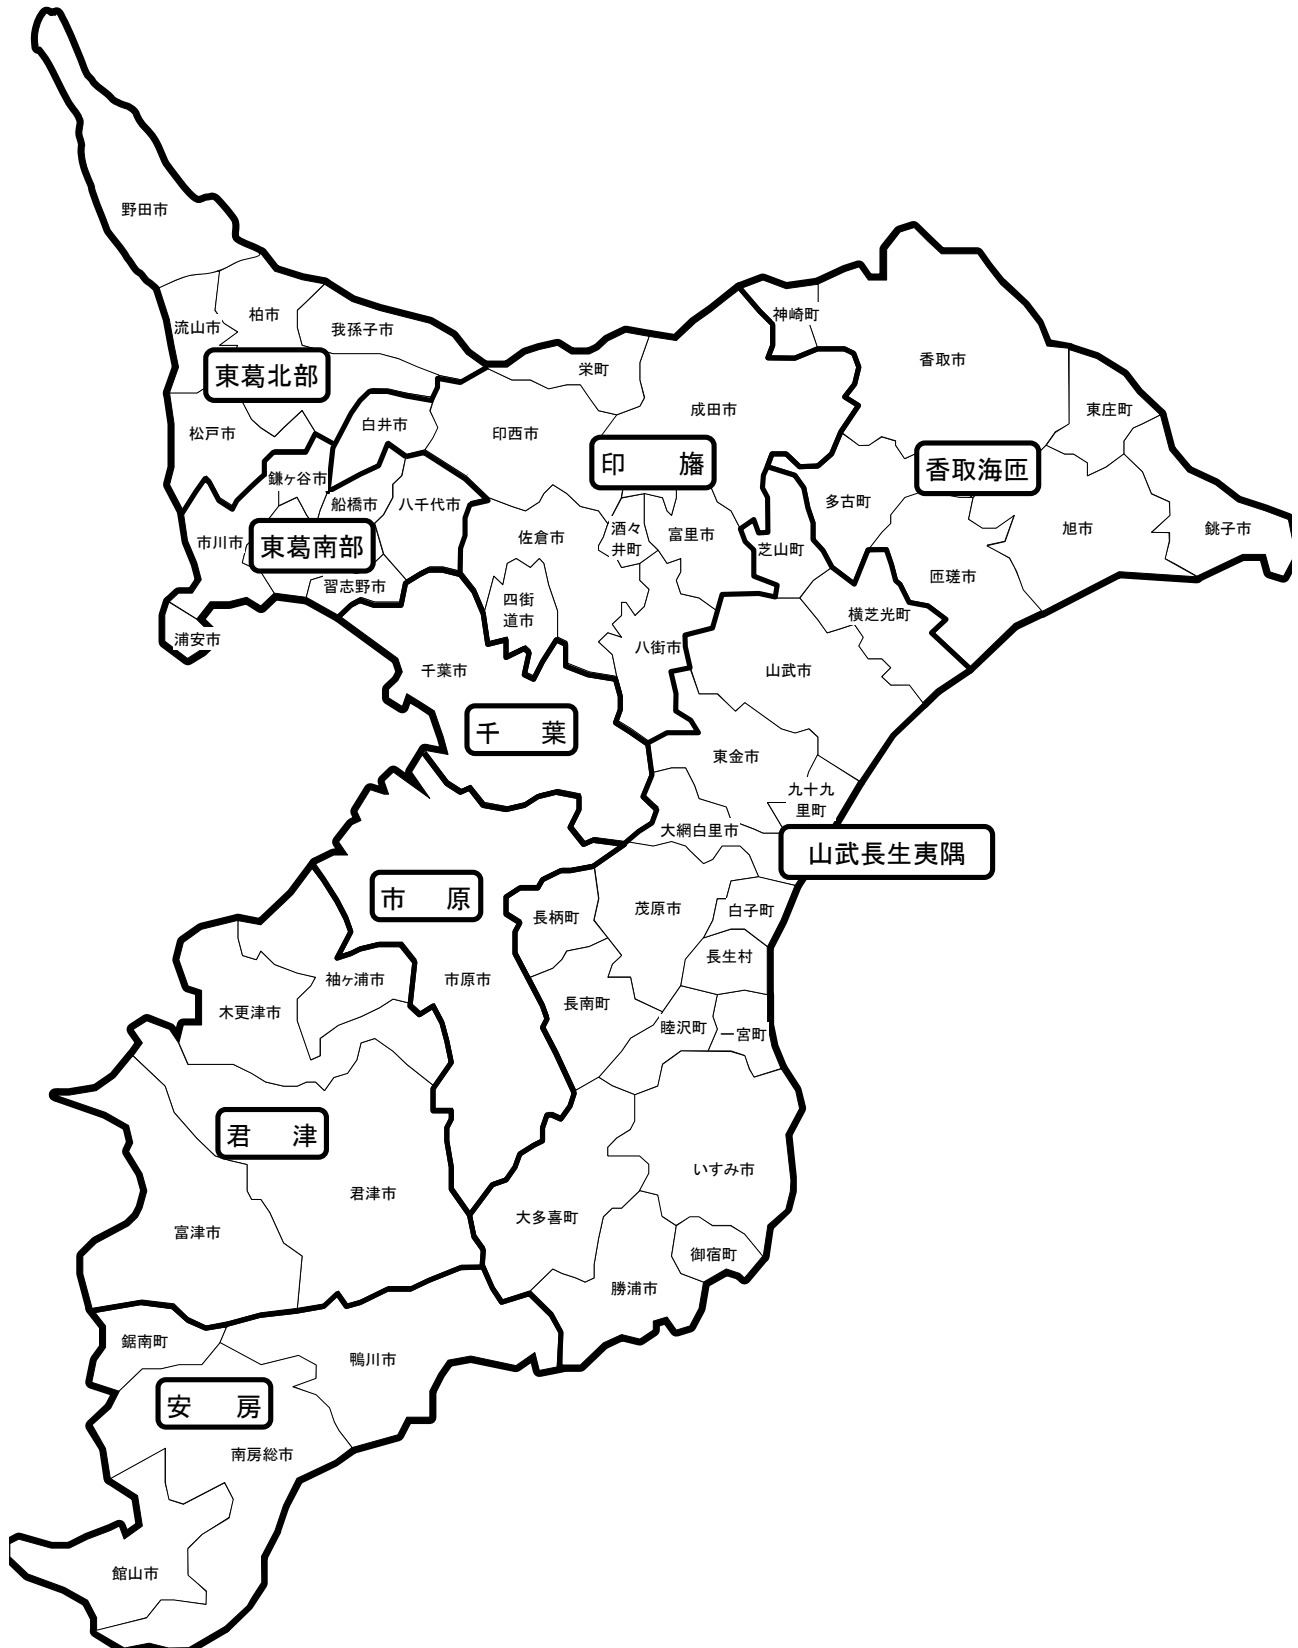 野田市
柏市
流山市
我孫子市
神崎町
香取市
栄町
東葛北部
成田市
東庄町
白井市
印西市
松戸市
印　旛
香取海匝
鎌ヶ谷市
船橋市
八千代市
多古町
旭市
銚子市
酒々
井町
富里市
佐倉市
市川市
東葛南部
芝山町
匝瑳市
習志野市
四街
道市
横芝光町
浦安市
八街市
千葉市
山武市
千　葉
東金市
九十九
里町
大網白里市
山武長生夷隅
市　原
茂原市
白子町
長柄町
長生村
袖ヶ浦市
市原市
長南町
木更津市
睦沢町
一宮町
君　津
いすみ市
君津市
大多喜町
富津市
御宿町
勝浦市
鋸南町
鴨川市
安　房
南房総市
館山市